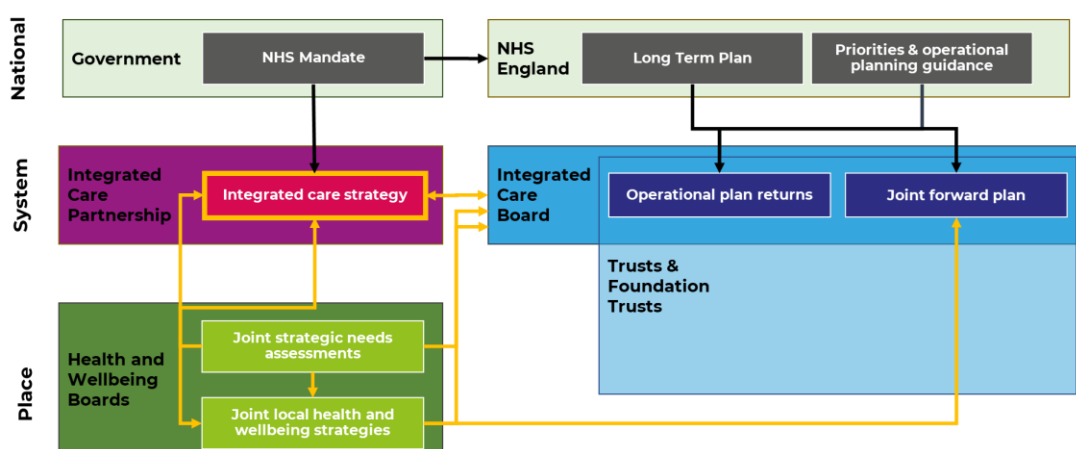 National
Government
NHS Mandate
NHS
England
Long Term Plan
Priorities & operational
planning guidance
System
Integrated
Care
Partnership
Integrated care strategy
Integrated
Care
Board
Operational plan returns
Joint forward plan
Trusts &
Foundation
Trusts
Place
Health and
Wellbeing
Boards
Joint strategic needs
assessments
Joint local health and
wellbeing strategies